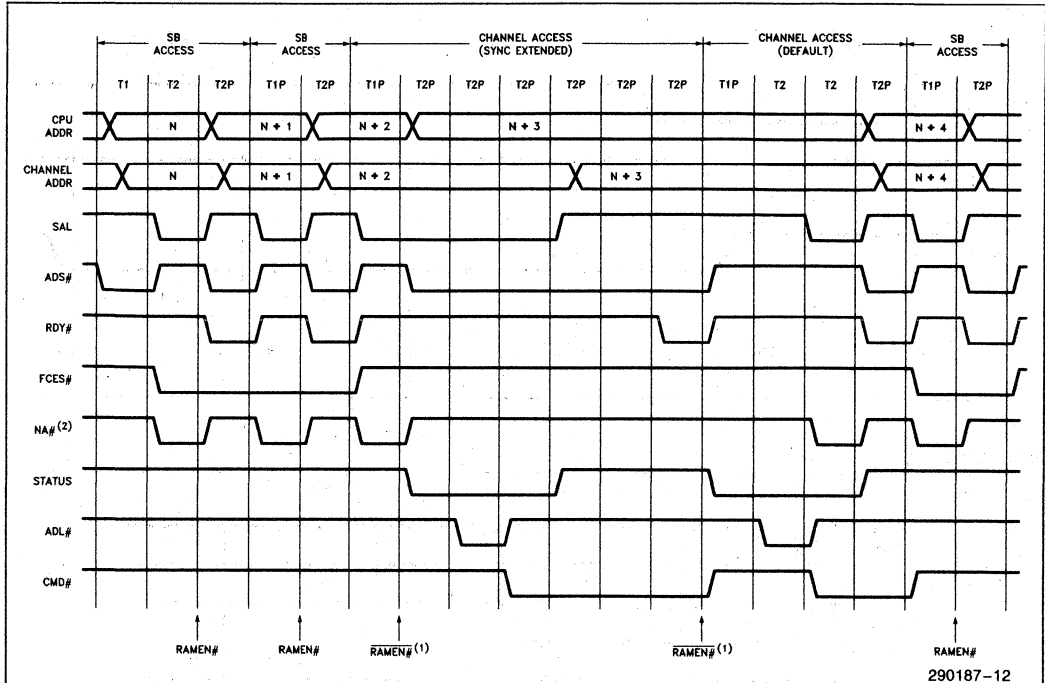 SB ACCESS SB ACCESS CHANNEL ACCESS (SYNC EXTENDED) CHANNEL ACCESS (DEFAULT) SB ACCESS
T1 T2 T2P T1P T2P T1P T2P T2P T2P T2P T2P T2P T1P T2 T2 T2P T1P T2P
CPU ADDR N N + 1 N + 2 N + 3 N + 4
CHANNEL ADDR N N + 1 N + 2 N + 3 N + 4
SAL
ADS#
RDY#
FCES#
NA#(2)
STATUS
ADL#
CMD#
RAMEN# RAMEN# RAMEN#(1) RAMEN#(1) RAMEN#
290187-12